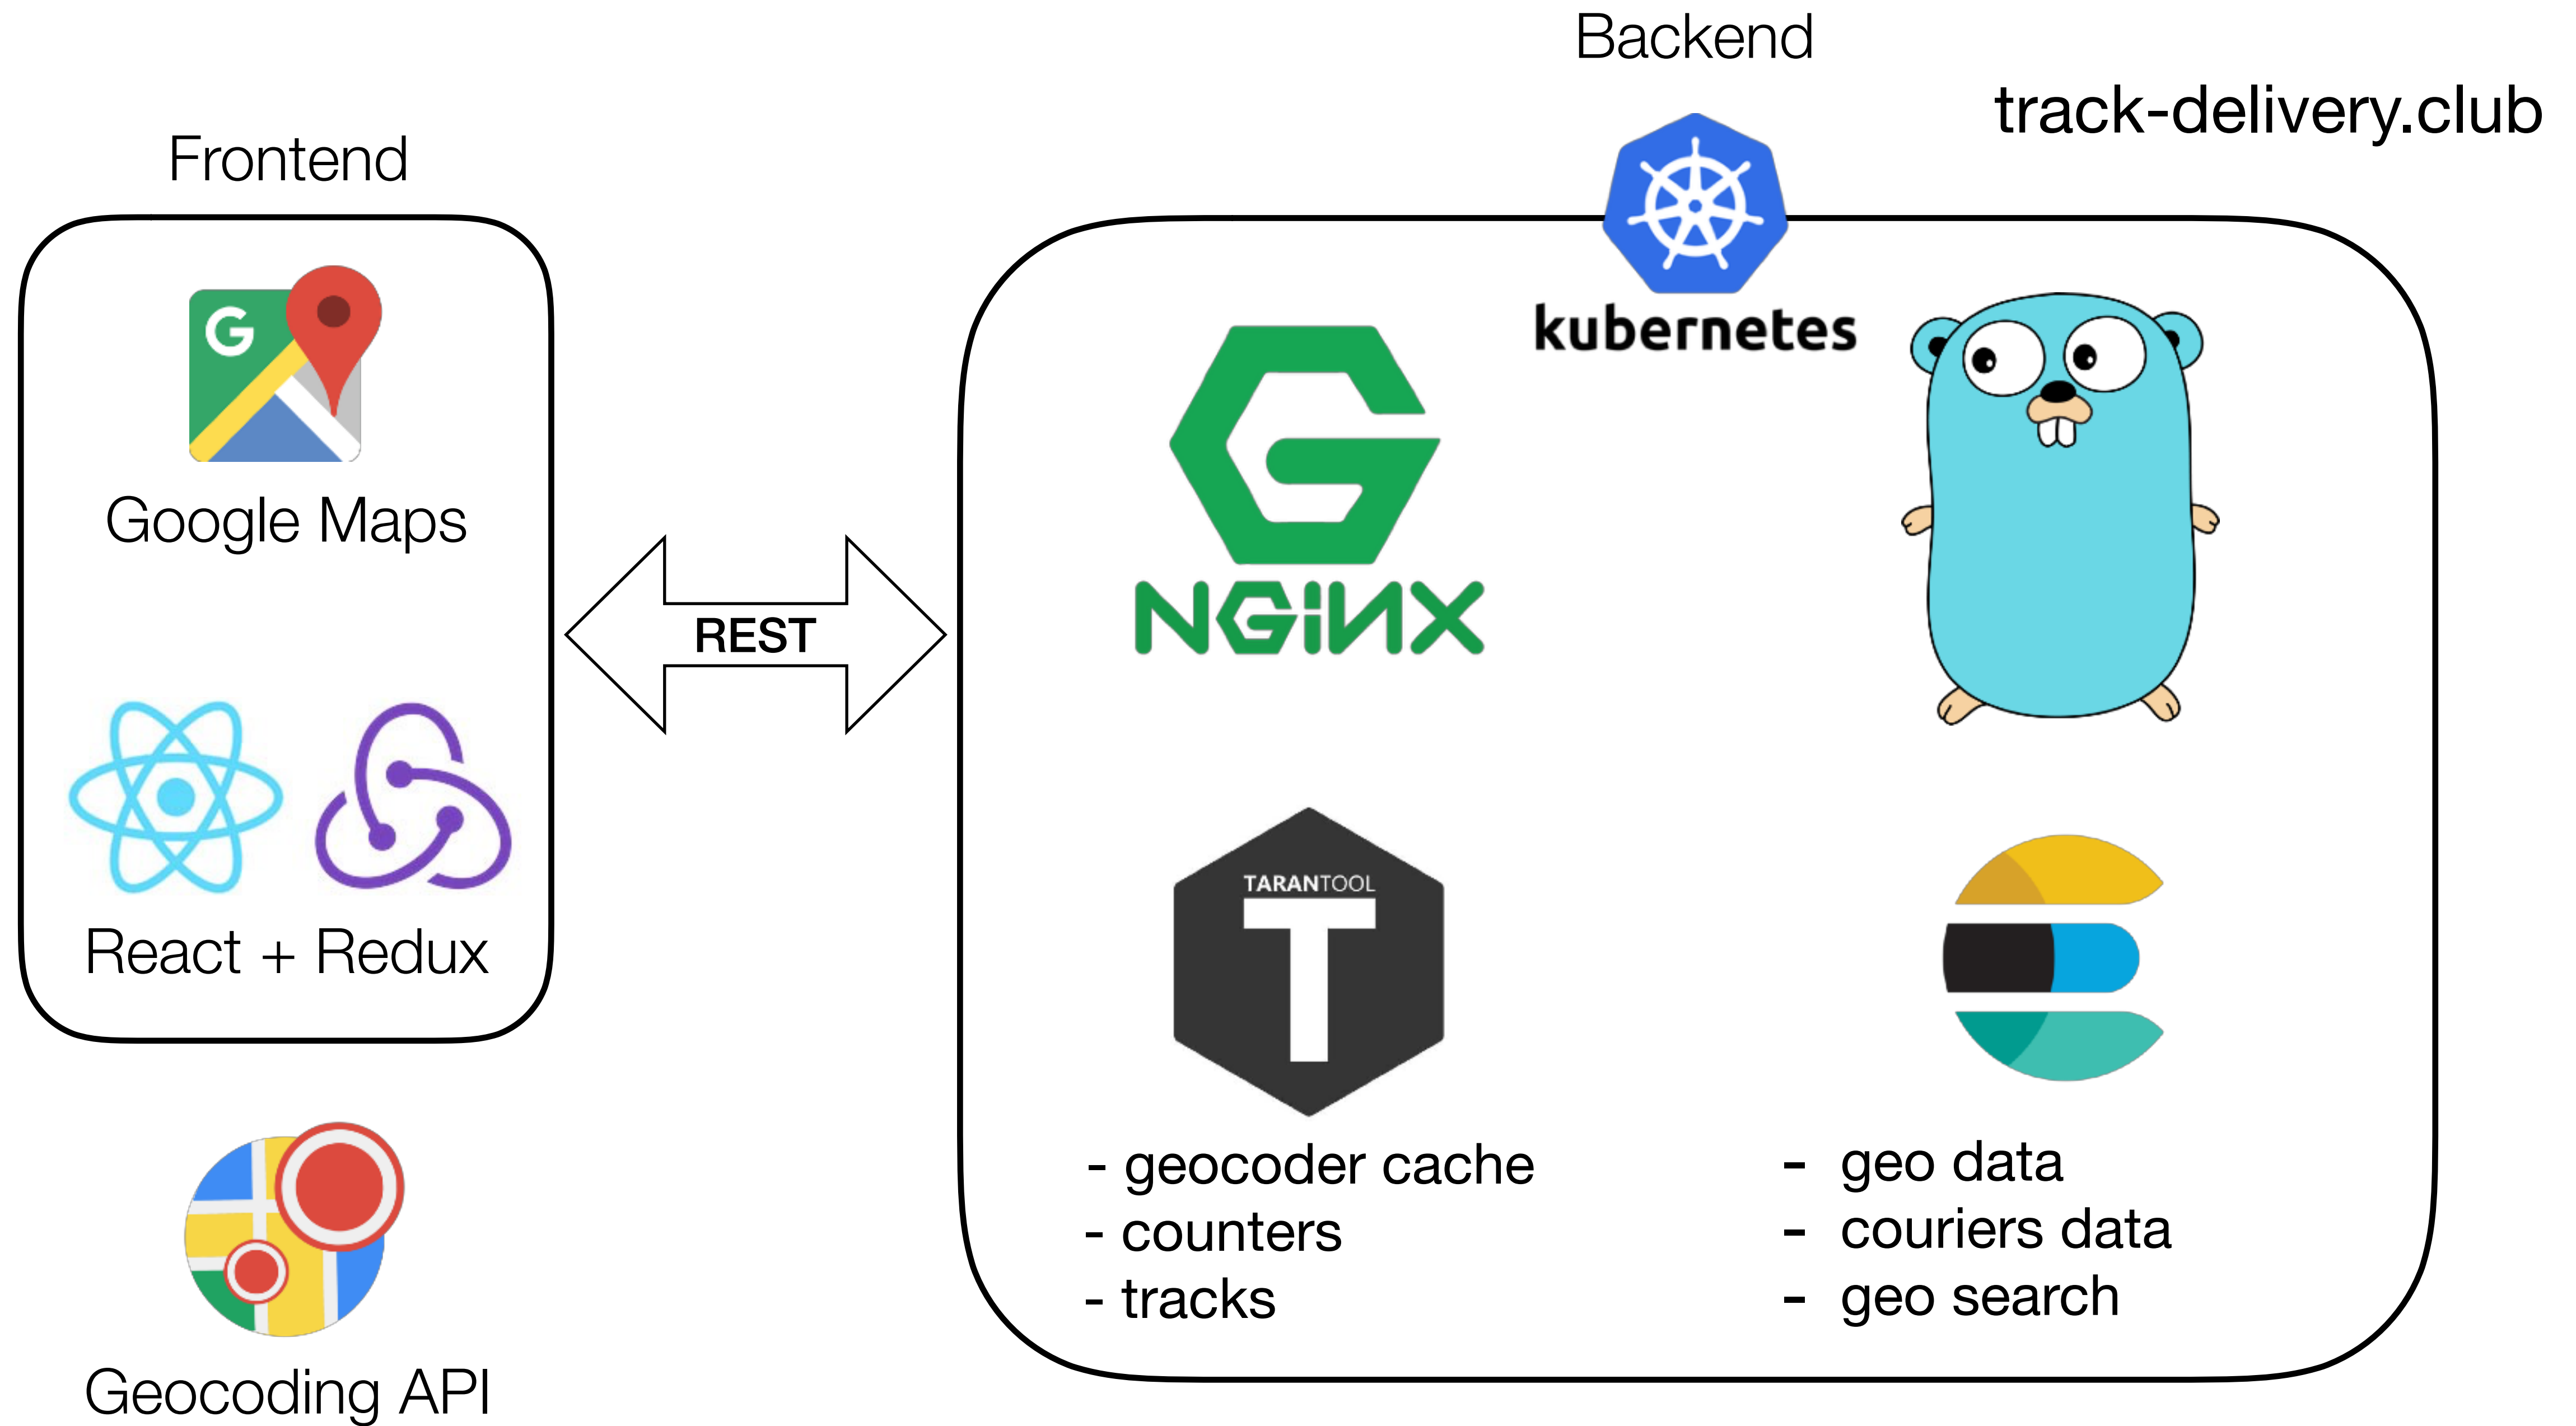 Backend
track-delivery.club
Frontend
kubernetes
G
Google Maps
NGiNX
REST
TARANTOOL
T
React + Redux
- geocoder cache
- counters
- tracks
- geo data
- couriers data
- geo search
Geocoding API